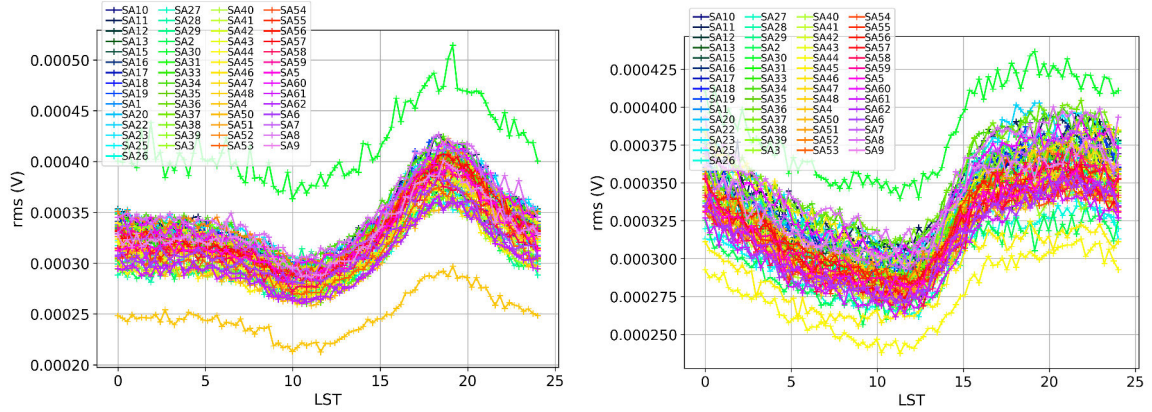 SA10 SA27 SA40 SA54
SA11 SA28 SA41 SA55
SA12 SA29 SA42 SA56
SA13 SA2 SA43 SA57
SA15 SA30 SA44 SA58
SA16 SA31 SA45 SA59
SA17 SA33 SA46 SA5
SA18 SA34 SA47 SA60
SA19 SA35 SA48 SA61
SA1 SA36 SA4 SA62
SA20 SA37 SA50 SA6
SA22 SA38 SA51 SA7
SA23 SA39 SA52 SA8
SA25 SA3 SA53 SA9
SA26
0.00050
0.00045
0.00040
0.00035
0.00030
0.00025
0.00020
rms (V)
0 5 10 15 20 25
LST
SA10 SA27 SA40 SA54
SA11 SA28 SA41 SA55
SA12 SA29 SA42 SA56
SA13 SA2 SA43 SA57
SA15 SA30 SA44 SA58
SA16 SA31 SA45 SA59
SA17 SA33 SA46 SA5
SA18 SA34 SA47 SA60
SA19 SA35 SA48 SA61
SA1 SA36 SA4 SA62
SA20 SA37 SA50 SA6
SA22 SA38 SA51 SA7
SA23 SA39 SA52 SA8
SA25 SA3 SA53 SA9
SA26
0.000425
0.000400
0.000375
0.000350
0.000325
0.000300
0.000275
0.000250
rms (V)
0 5 10 15 20 25
LST